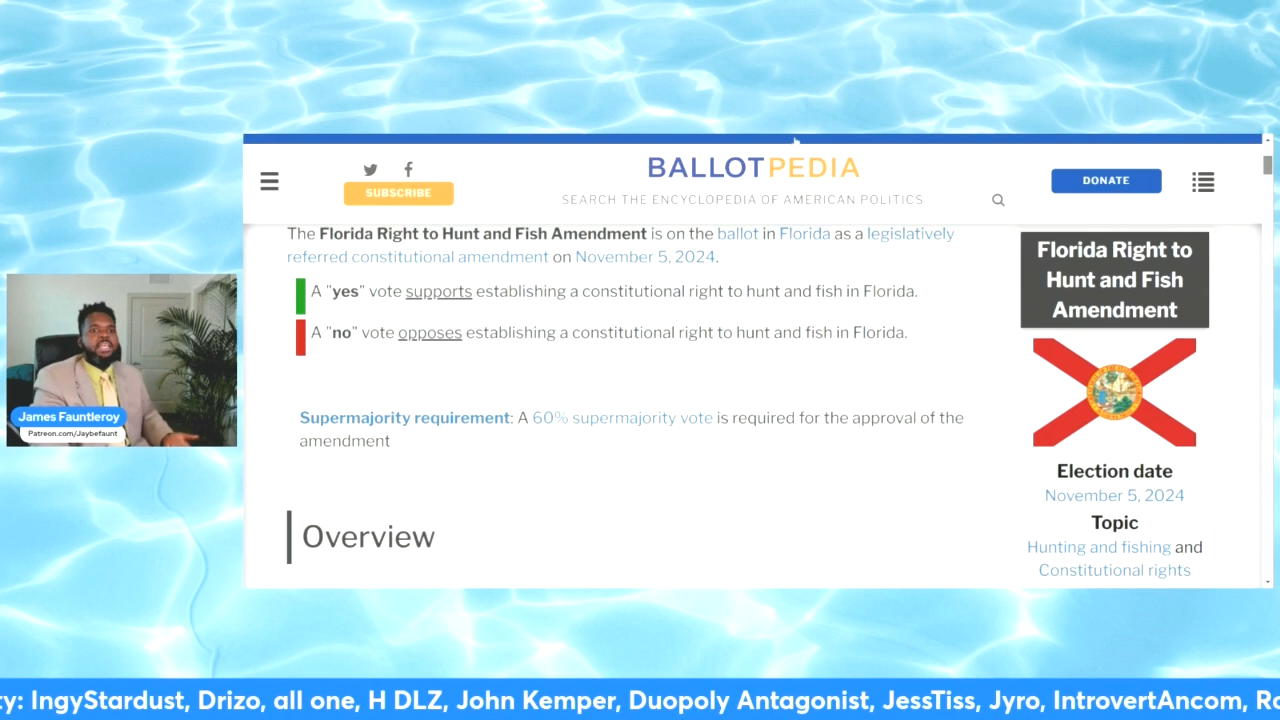 BALLOTPEDIA
SUBSCRIBE
SEARCH THE ENCYCLOPEDIA OF AMERICAN POLITICS
DONATE
The Florida Right to Hunt and Fish Amendment is on the ballot in Florida as a legislatively
referred constitutional amendment on November 5, 2024.
A "yes" vote supports establishing a constitutional right to hunt and fish in Florida.
A "no" vote opposes establishing a constitutional right to hunt and fish in Florida.
Supermajority requirement: A 60% supermajority vote is required for the approval of the
amendment
Overview
Florida Right to
Hunt and Fish
Amendment
Election date
November 5, 2024
Topic
Hunting and fishing and
Constitutional rights
James Fauntleroy
Patreon.com/Jaybefaunt
ty: IngyStardust, Drizo, all one, H DLZ, John Kemper, Duopoly Antagonist, JessTiss, Jyro, IntrovertAncom, Ro